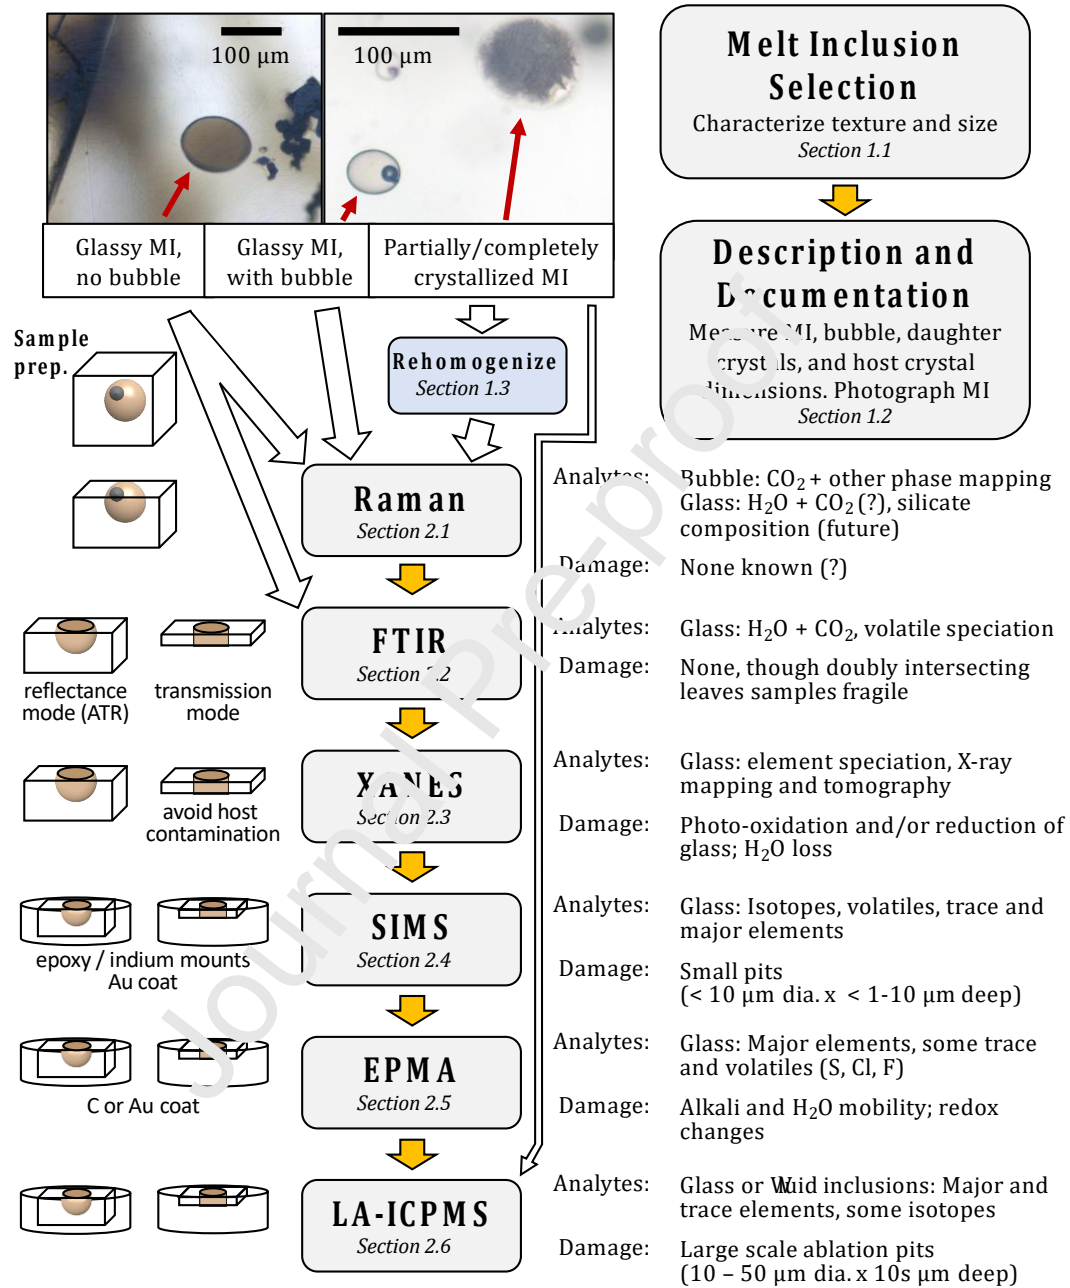 100 µm
100 µm
Glassy MI,
no bubble
Glassy MI,
with bubble
Partially/completely
crystallized MI
Melt Inclusion
Selection
Characterize texture and size
Section 1.1
Description and
Documentation
Measure MI, bubble, daughter
crystals, and host crystal
dimensions. Photograph MI
Section 1.2
Sample
prep.
Rehomogenize
Section 1.3
Raman
Section 2.1
Analytes:
Bubble: CO₂ + other phase mapping
Glass: H₂O + CO₂ (?), silicate
composition (future)
Damage:
None known (?)
reflectance
mode (ATR)
transmission
mode
FTIR
Section 2.2
Analytes:
Glass: H₂O + CO₂, volatile speciation
Damage:
None, though doubly intersecting
leaves samples fragile
avoid host
contamination
XANES
Section 2.3
Analytes:
Glass: element speciation, X-ray
mapping and tomography
Damage:
Photo-oxidation and/or reduction of
glass; H₂O loss
epoxy / indium mounts
Au coat
SIMS
Section 2.4
Analytes:
Glass: Isotopes, volatiles, trace and
major elements
Damage:
Small pits
(< 10 µm dia. x < 1-10 µm deep)
C or Au coat
EPMA
Section 2.5
Analytes:
Glass: Major elements, some trace
and volatiles (S, Cl, F)
Damage:
Alkali and H₂O mobility; redox
changes
LA-ICPMS
Section 2.6
Analytes:
Glass or inclusions: Major and
trace elements, some isotopes
Damage:
Large scale ablation pits
(10 – 50 µm dia. x 10s µm deep)
Journal Pre-proof